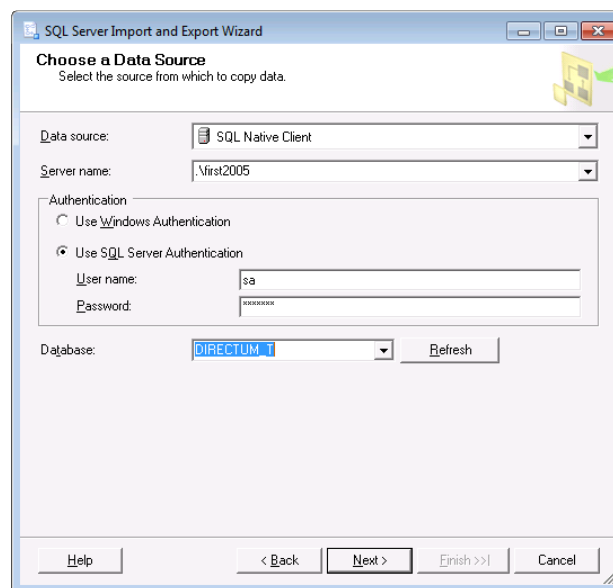 SQL Server Import and Export Wizard
Choose a Data Source
Select the source from which to copy data.
Data source:
SQL Native Client
Server name:
.\first2005
Authentication
Use Windows Authentication
Use SQL Server Authentication
User name:
sa
Password:
*******
Database:
DIRECTUM_T
Refresh
Help
< Back
Next >
Finish >>|
Cancel